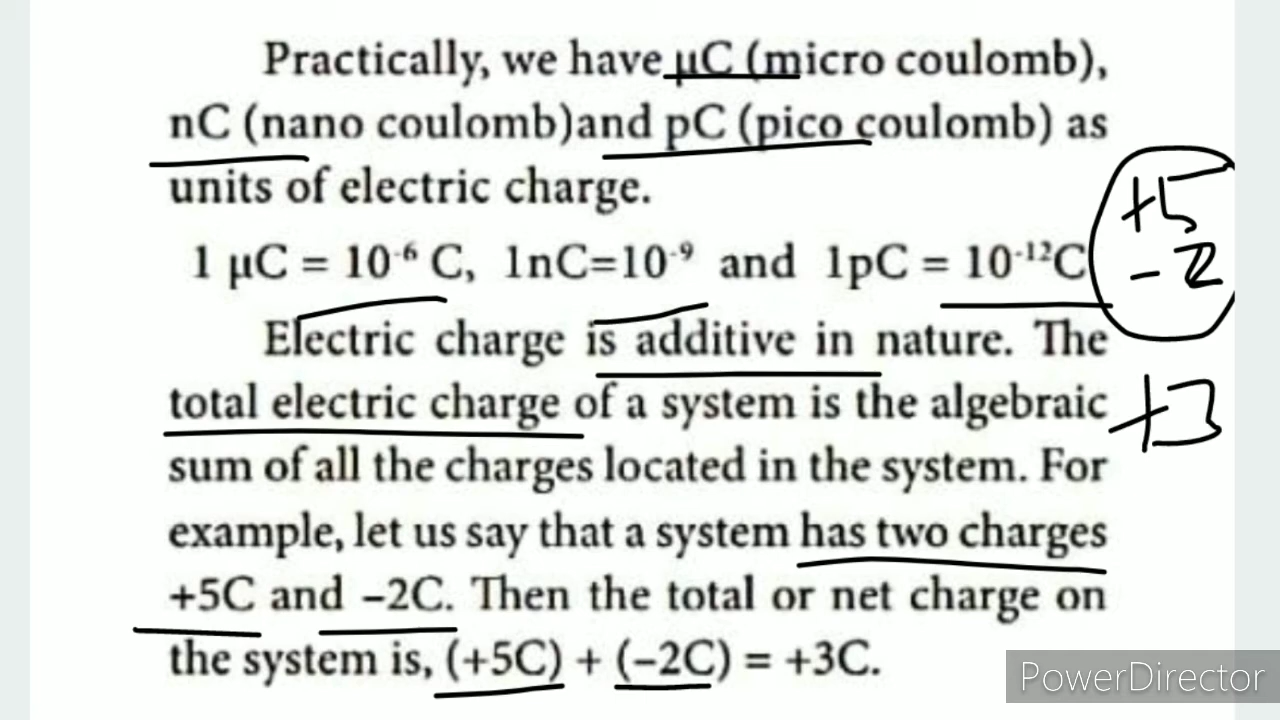 Practically, we have µC (micro coulomb),
nC (nano coulomb)and pC (pico coulomb) as
units of electric charge.
1 µC = 10⁻⁶ C, 1nC=10⁻⁹ and 1pC = 10⁻¹²C
+5
-2
Electric charge is additive in nature. The
total electric charge of a system is the algebraic
+3
sum of all the charges located in the system. For
example, let us say that a system has two charges
+5C and –2C. Then the total or net charge on
the system is, (+5C) + (–2C) = +3C.
PowerDirector